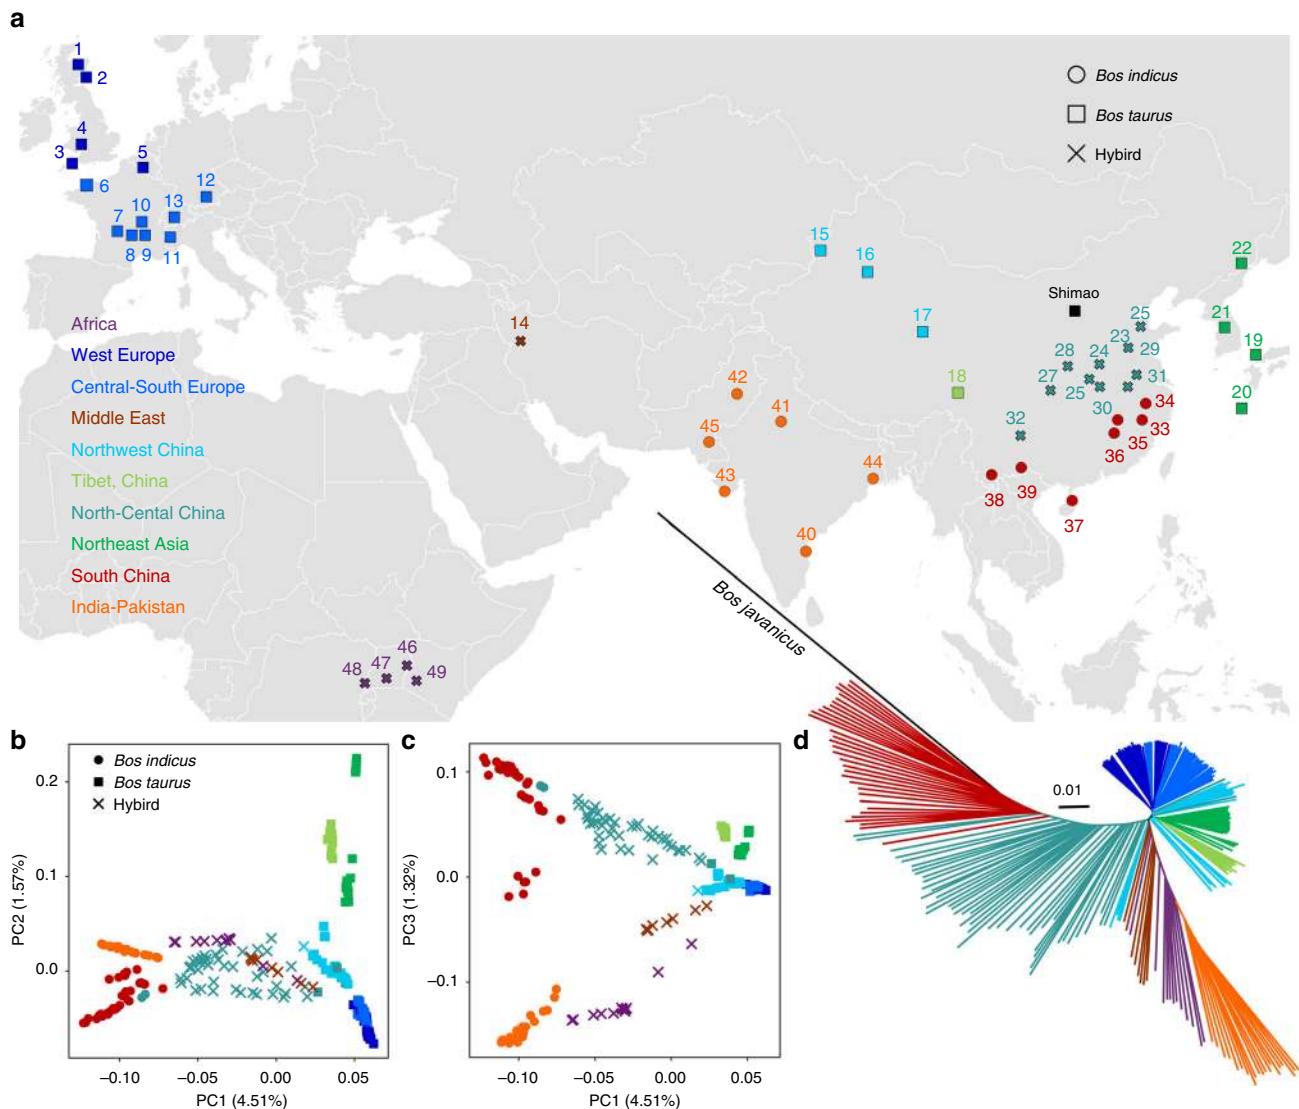 a
1
2
4
3
5
6
12
13
10
7
8 9
11
Bos indicus
Bos taurus
Hybird
15
16
22
Shimao
25
21
14
17
23
19
28
24
29
18
27
25
31
20
42
41
30
34
33
32
35
45
36
44
43
38
39
37
40
Africa
West Europe
Central-South Europe
Middle East
Northwest China
Tibet, China
North-Cental China
Northeast Asia
South China
India-Pakistan
Bos javanicus
46
47
48
49
b
Bos indicus
Bos taurus
Hybird
0.2
0.1
0.0
PC2 (1.57%)
–0.10 –0.05 0.00 0.05
PC1 (4.51%)
c
0.1
0.0
–0.1
PC3 (1.32%)
–0.10 –0.05 0.00 0.05
PC1 (4.51%)
d
0.01